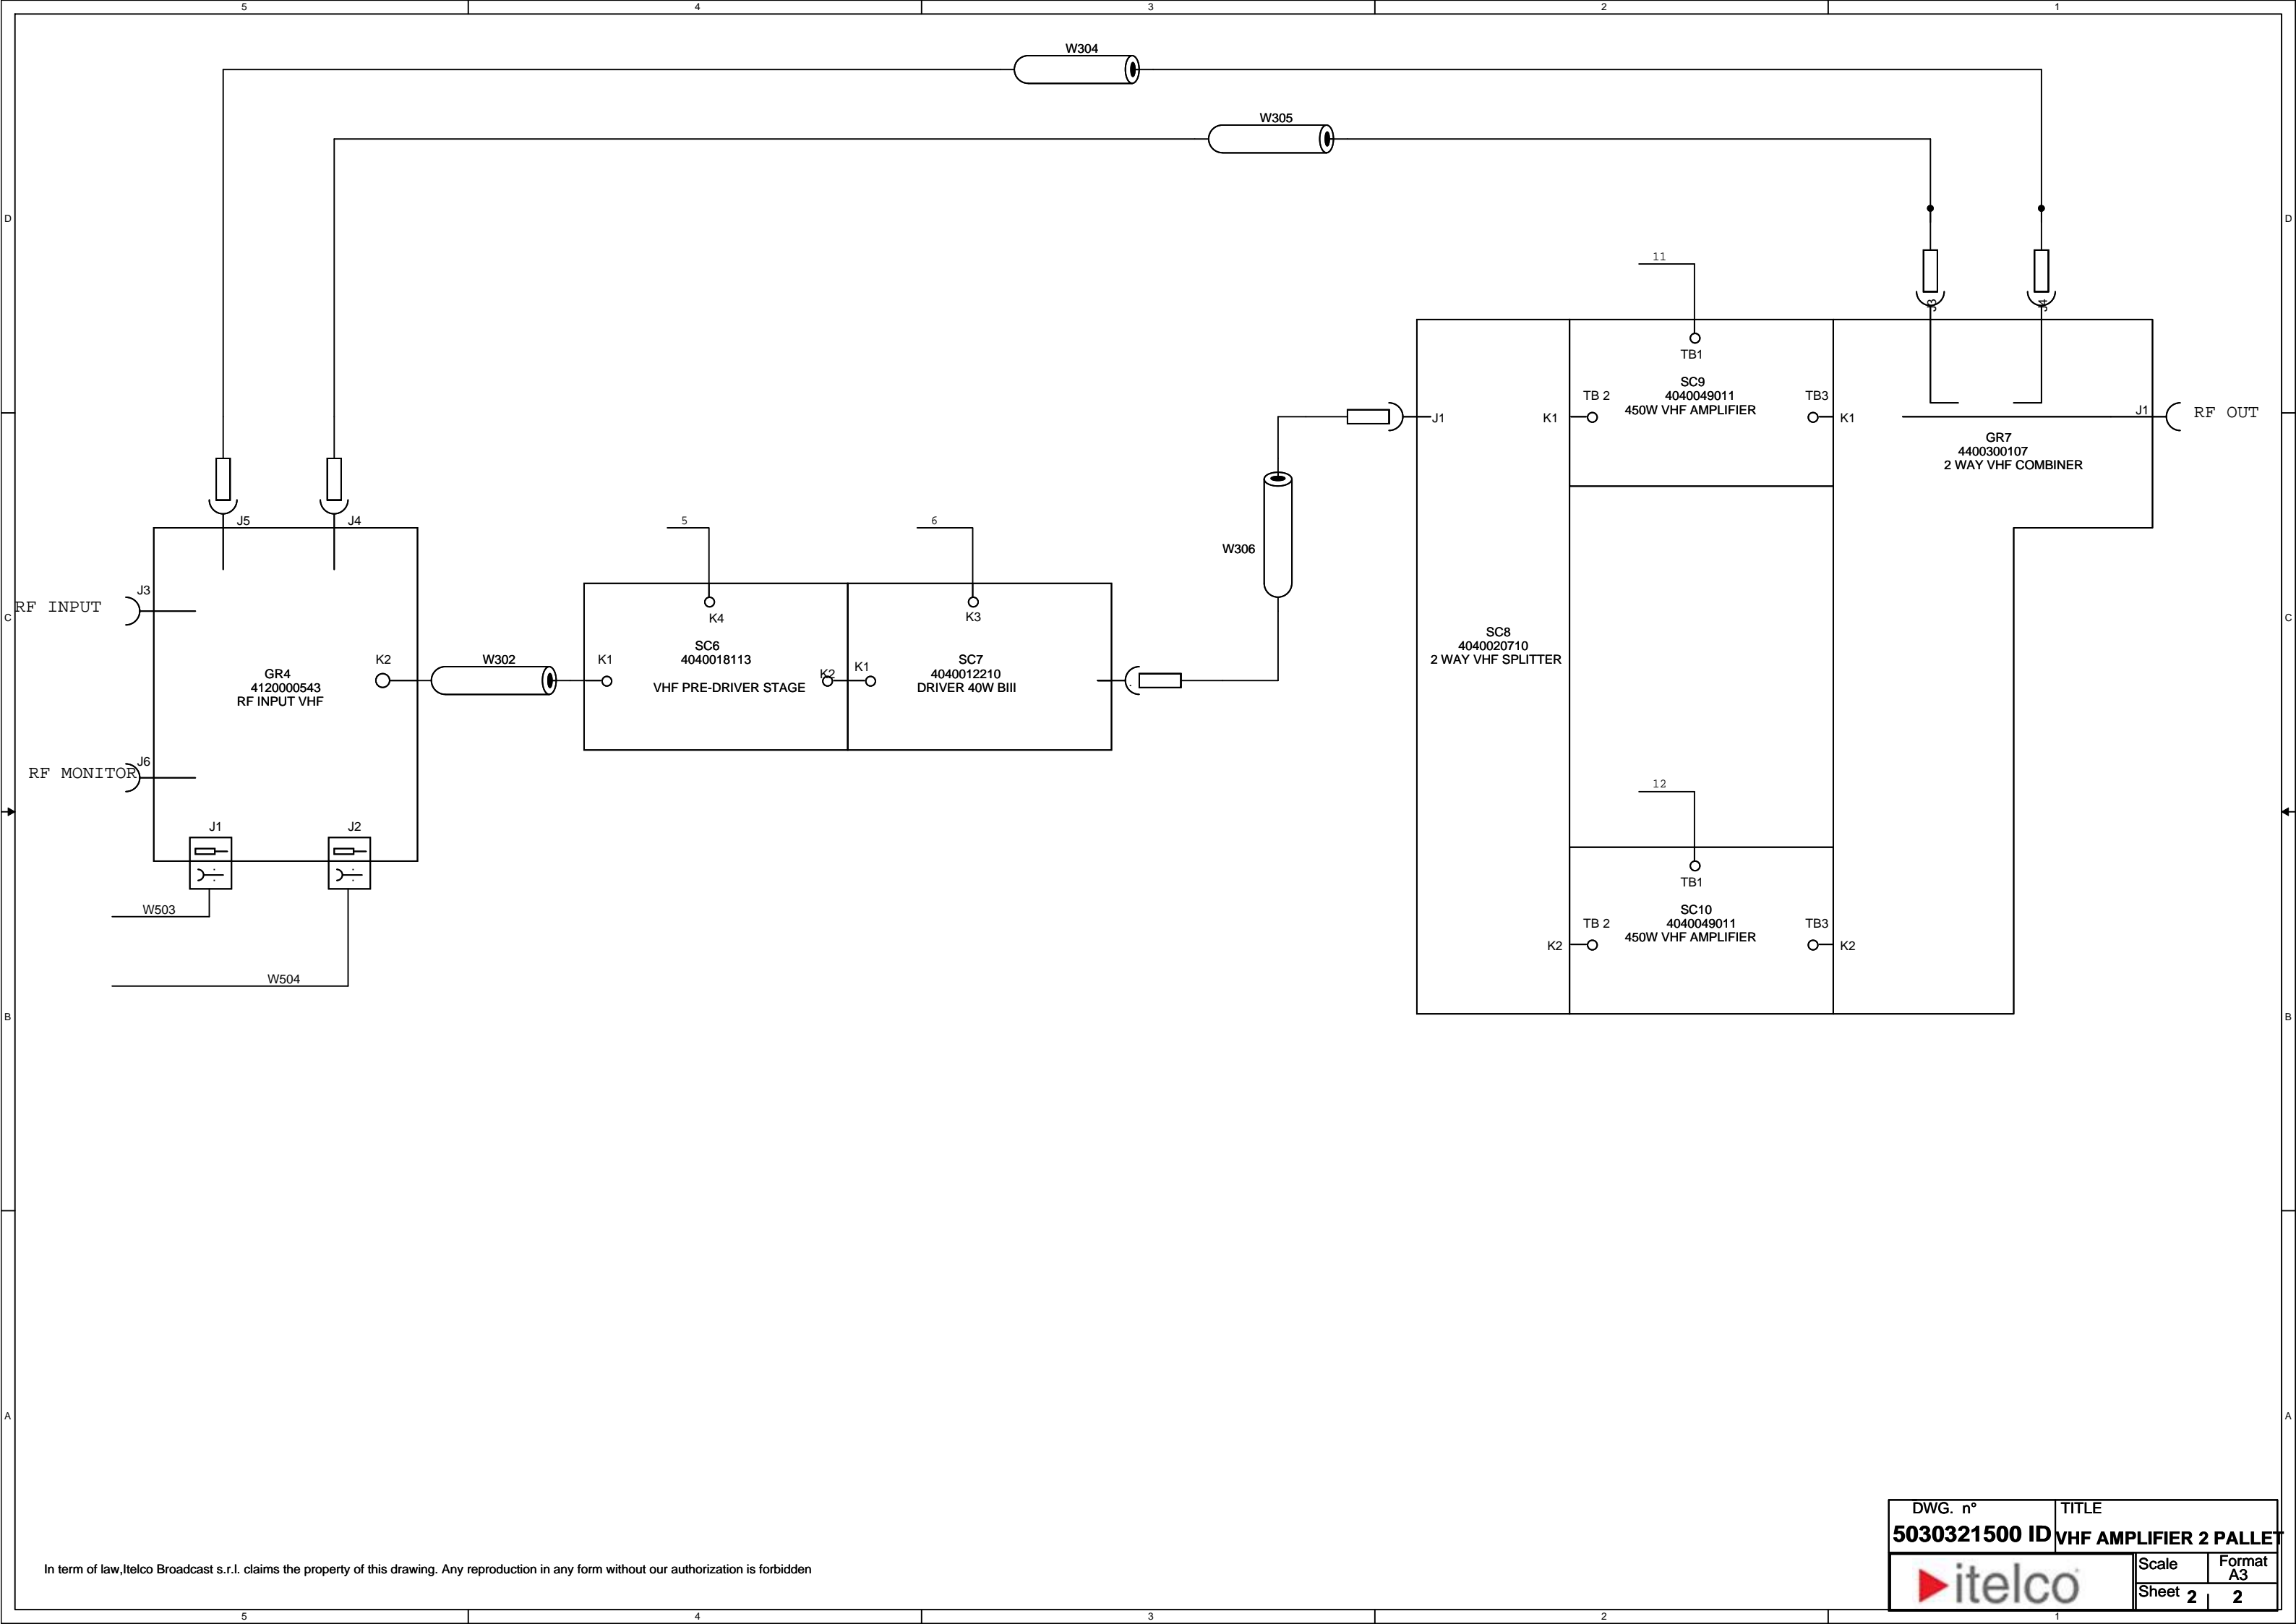 5 4 3 2 1
W304
W305
D D
11
J3 J4
TB1
SC9
4040049011
450W VHF AMPLIFIER
TB 2 TB3
K1 K1
J1
J1
RF OUT
GR7
4400300107
2 WAY VHF COMBINER
J5 J4
5 6
W306
J3
RF INPUT
C C
K4 K3
SC6
4040018113
VHF PRE-DRIVER STAGE
SC7
4040012210
DRIVER 40W BIII
SC8
4040020710
2 WAY VHF SPLITTER
K2
W302
K1
K2
K1
GR4
4120000543
RF INPUT VHF
J6
RF MONITOR
12
J1 J2
TB1
SC10
4040049011
450W VHF AMPLIFIER
TB 2 TB3
K2 K2
W503
W504
B B
A A
In term of law,Itelco Broadcast s.r.l. claims the property of this drawing. Any reproduction in any form without our authorization is forbidden
DWG. n° TITLE
5030321500 ID VHF AMPLIFIER 2 PALLET
itelco
Scale Format
A3
Sheet 2 2
5 4 3 2 1